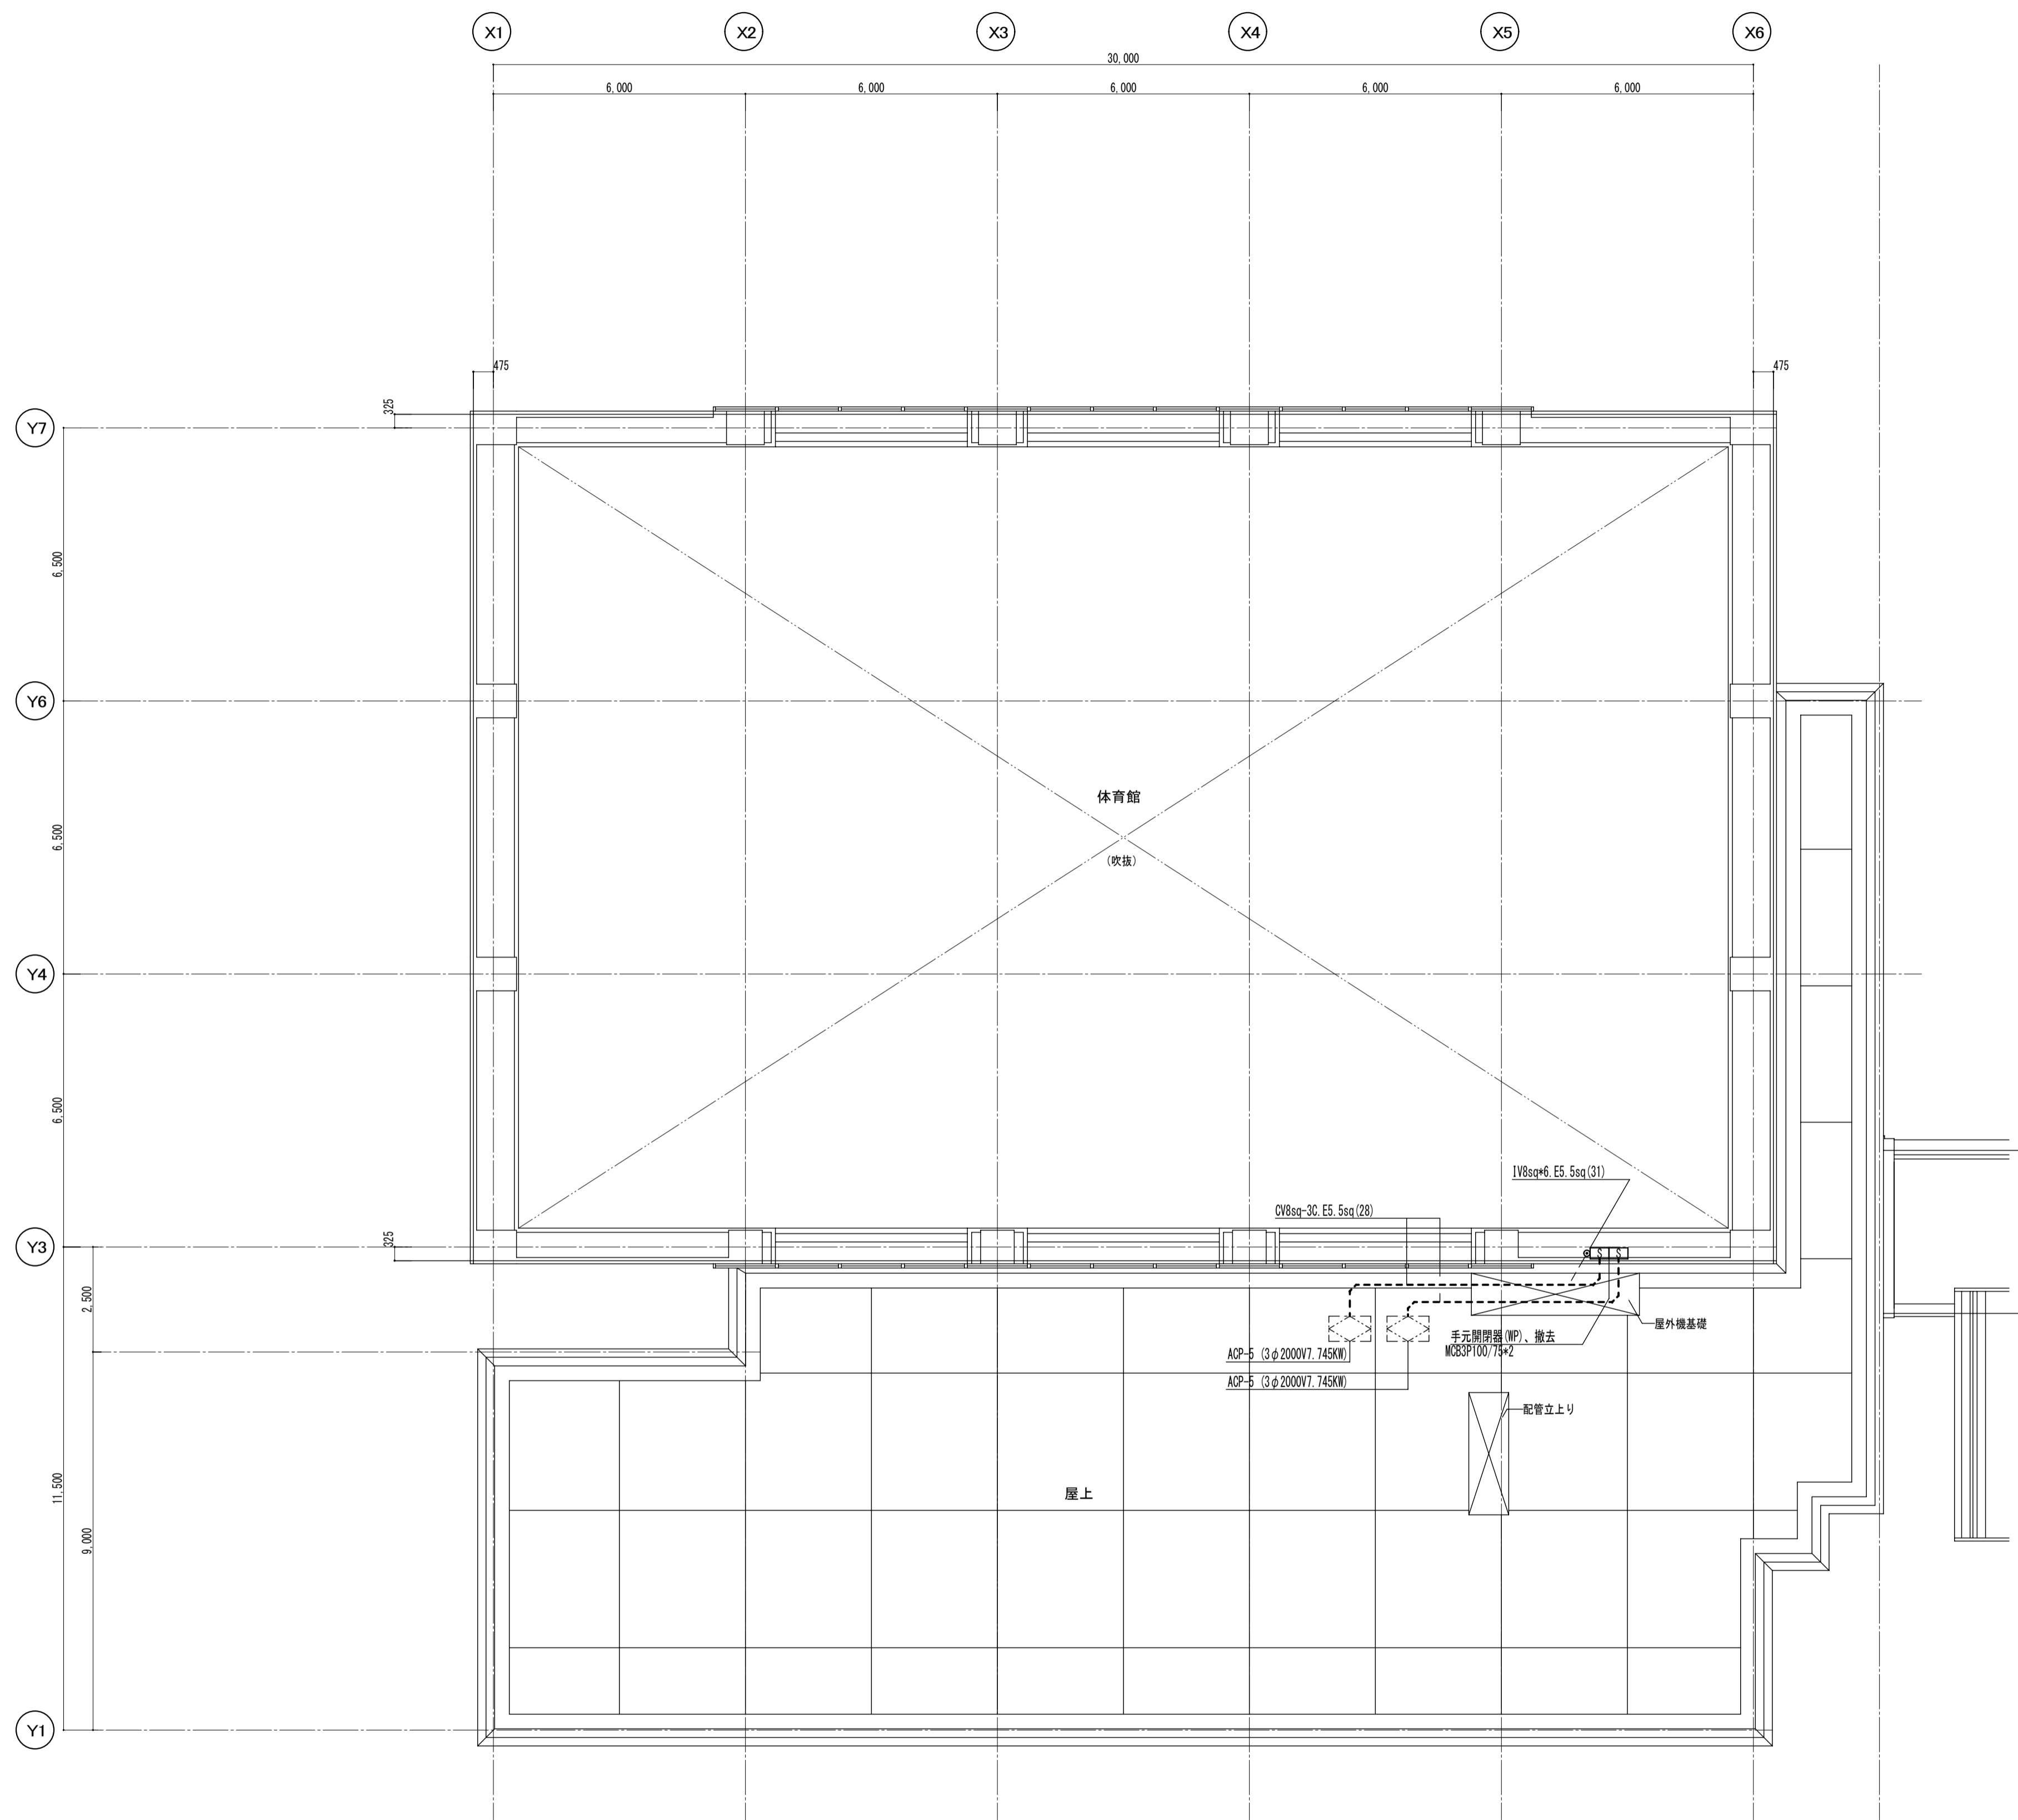 X1
X2
X3
X4
X5
X6
30,000
6,000
6,000
6,000
6,000
6,000
475
475
325
Y7
6,500
Y6
6,500
体育館
(吹抜)
Y4
6,500
IV8sq*6.E5.5sq(31)
CV8sq-3C.E5.5sq(28)
325
Y3
S
S
2,500
屋外機基礎
手元開閉器(WP)、撤去
MCB3P100/75*2
ACP-5 (3φ2000V7.745KW)
ACP-5 (3φ2000V7.745KW)
配管立上り
11,500
屋上
9,000
Y1